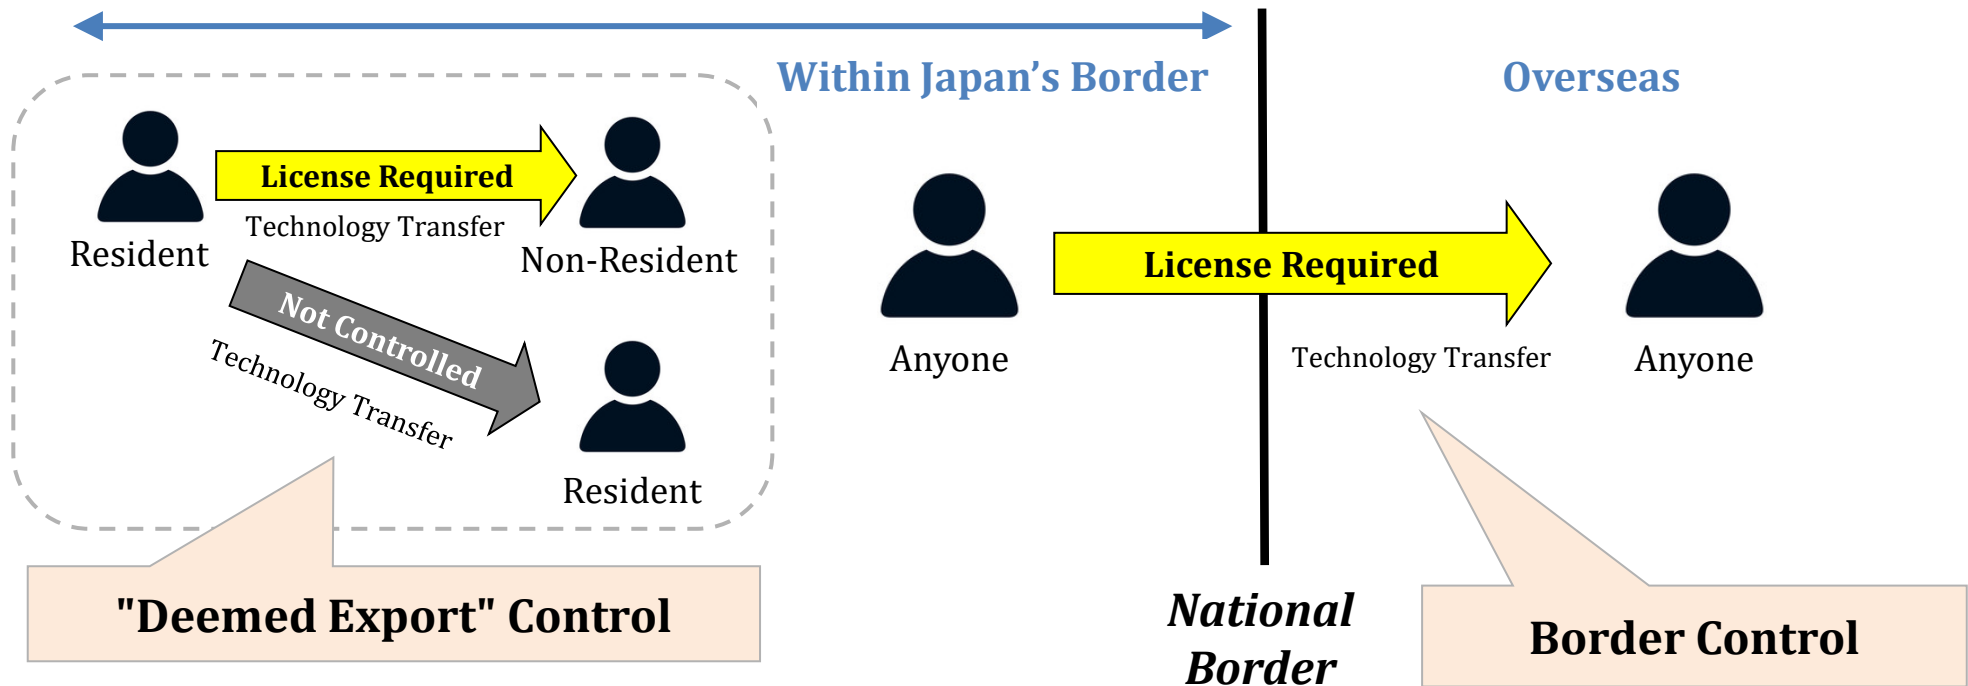 Within Japan’s Border
Overseas
License Required
Technology Transfer
Resident
Non-Resident
Not Controlled
Technology Transfer
Resident
"Deemed Export" Control
Anyone
License Required
Technology Transfer
Anyone
National
Border
Border Control